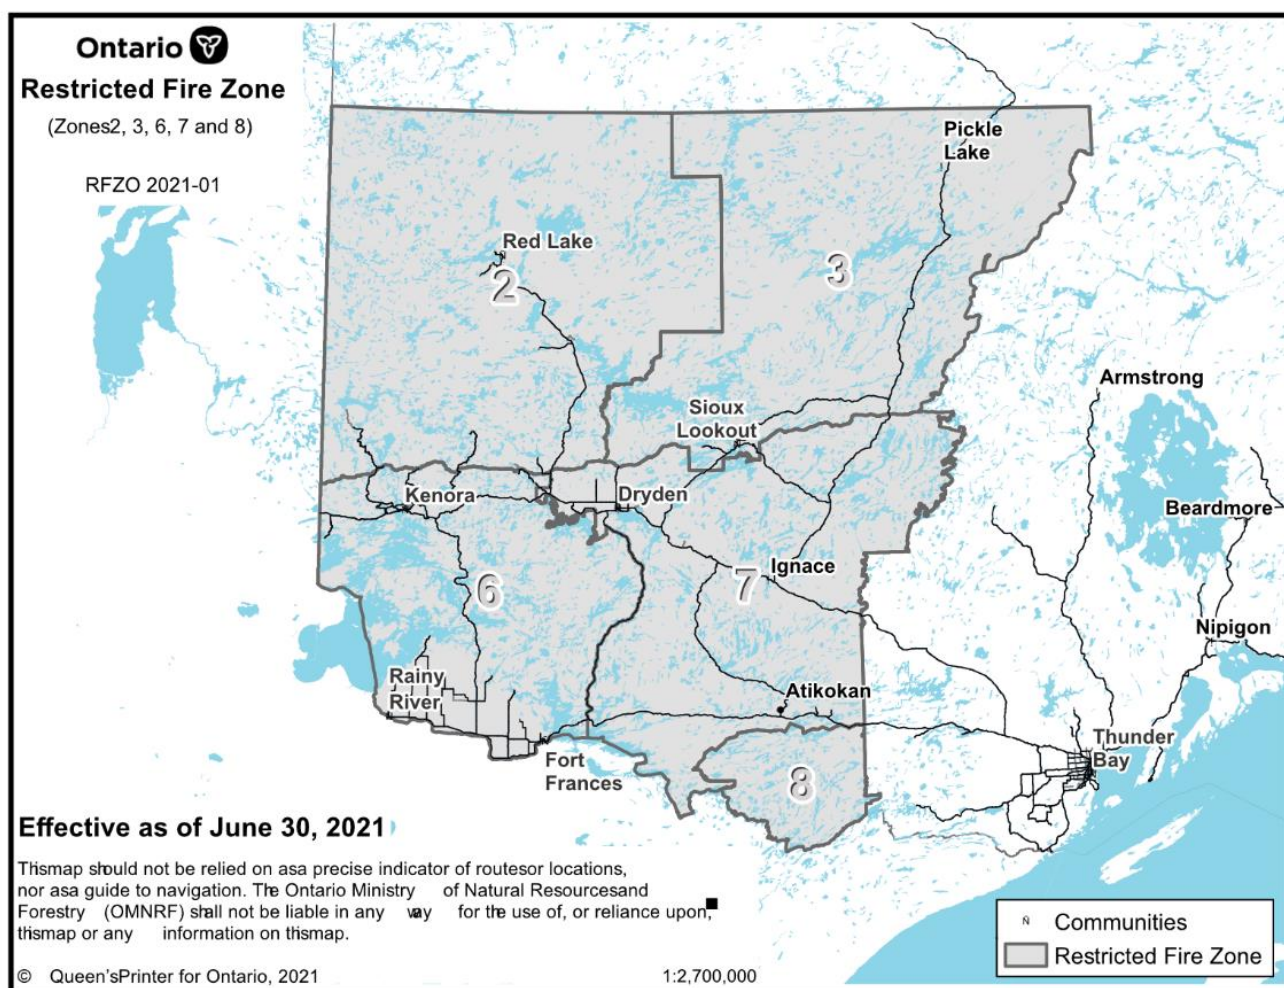 Ontario
Restricted Fire Zone
(Zones2, 3, 6, 7 and 8)
RFZO 2021-01
Pickle
Lake
Red Lake
2
3
Armstrong
Sioux
Lookout
Kenora
Dryden
Beardmore
6
7
Ignace
Nipigon
Rainy
River
Atikokan
Thunder
Bay
Fort
Frances
8
Effective as of June 30, 2021
Thismap should not be relied on asa precise indicator of routesor locations,
nor asa guide to navigation. The Ontario Ministry of Natural Resourcesand
Forestry (OMNRF) shall not be liable in any way for the use of, or reliance upon,
thismap or any information on thismap.
© Queen'sPrinter for Ontario, 2021
1:2,700,000
Ñ Communities
Restricted Fire Zone